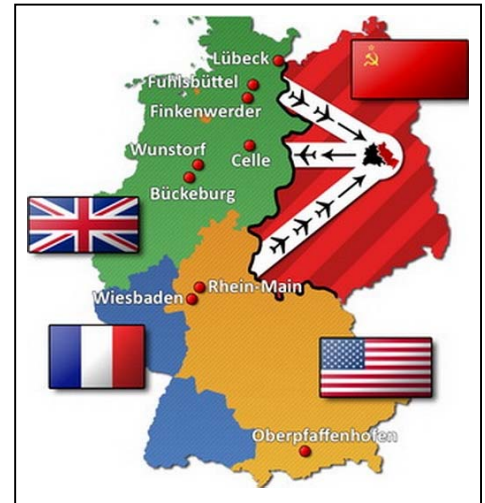 Lübeck
Fuhlsbüttel
Finkenwerder
Wunstorf
Celle
Bückeburg
Rhein-Main
Wiesbaden
Oberpfaffenhofen